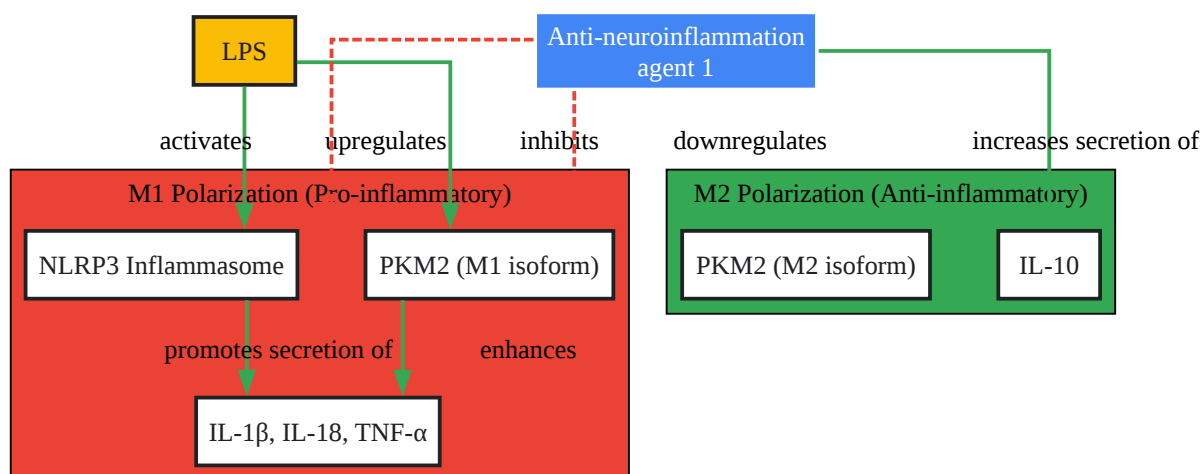 LPS
Anti-neuroinflammation
agent 1
activates
upregulates
inhibits
downregulates
increases secretion of
M1 Polarization (Pro-inflammatory)
M2 Polarization (Anti-inflammatory)
NLRP3 Inflammasome
PKM2 (M1 isoform)
PKM2 (M2 isoform)
IL-10
promotes secretion of
enhances
IL-1β, IL-18, TNF-α